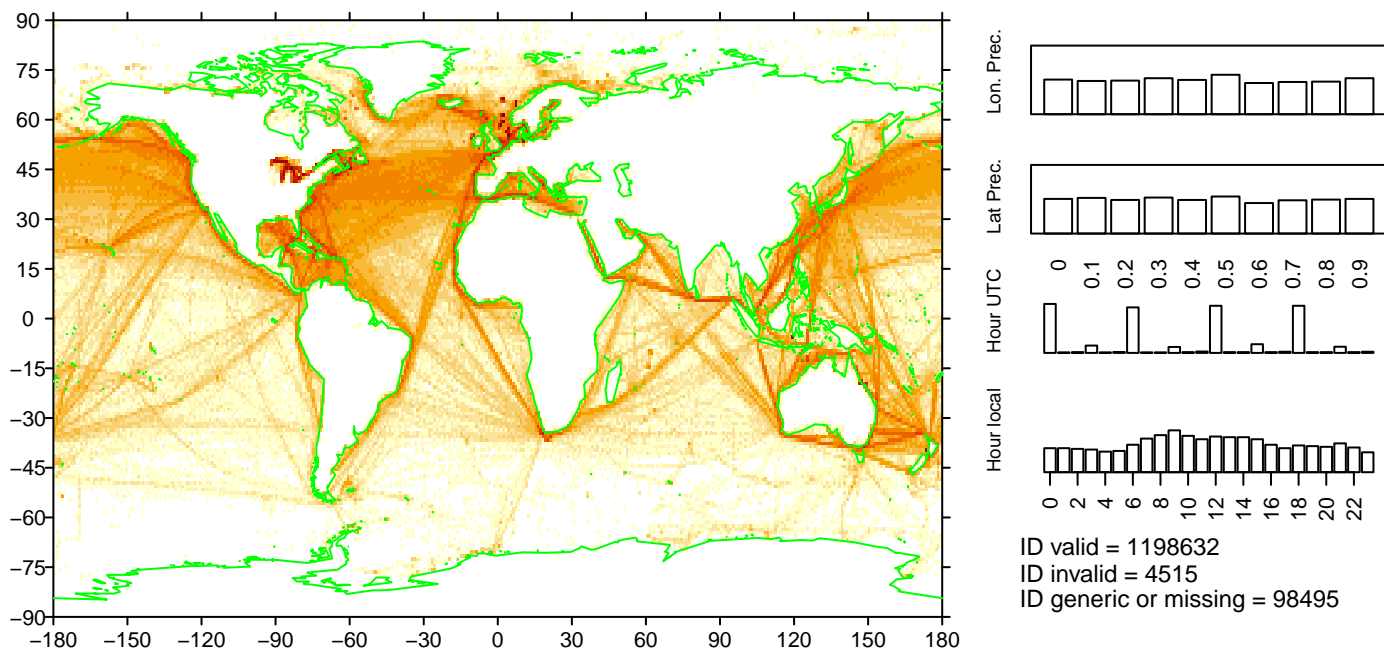 90
75
60
45
30
15
0
−15
−30
−45
−60
−75
−90
−180 −150 −120 −90 −60 −30 0 30 60 90 120 150 180
Lon. Prec.
Lat Prec.
0 0.1 0.2 0.3 0.4 0.5 0.6 0.7 0.8 0.9
Hour UTC
Hour local
0 2 4 6 8 10 12 14 16 18 20 22
ID valid = 1198632
ID invalid = 4515
ID generic or missing = 98495